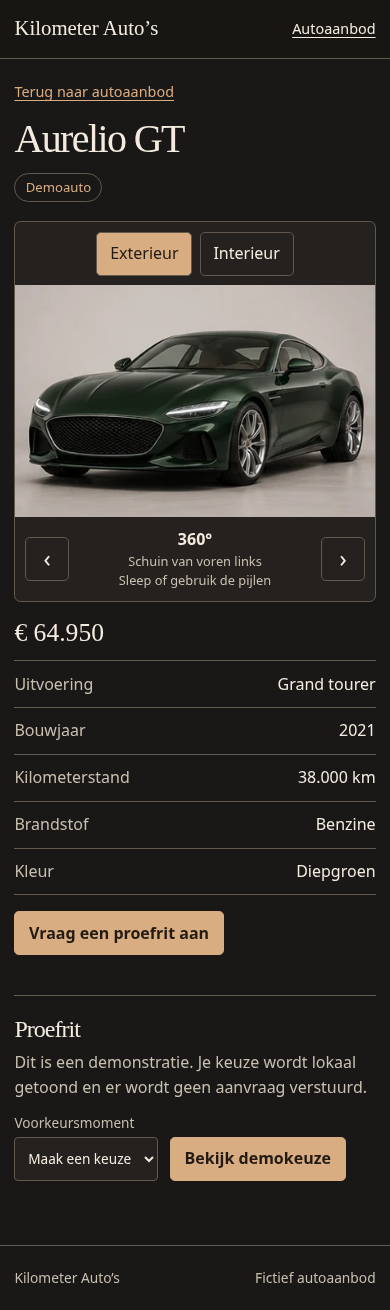 Kilometer Auto’s
Autoaanbod
Terug naar autoaanbod
Aurelio GT
Demoauto
Exterieur
Interieur
‹
360°
Schuin van voren links
Sleep of gebruik de pijlen
›
€ 64.950
Uitvoering Grand tourer
Bouwjaar 2021
Kilometerstand 38.000 km
Brandstof Benzine
Kleur Diepgroen
Vraag een proefrit aan
Proefrit
Dit is een demonstratie. Je keuze wordt lokaal
getoond en er wordt geen aanvraag verstuurd.
Voorkeursmoment
Maak een keuze
Bekijk demokeuze
Kilometer Auto’s
Fictief autoaanbod